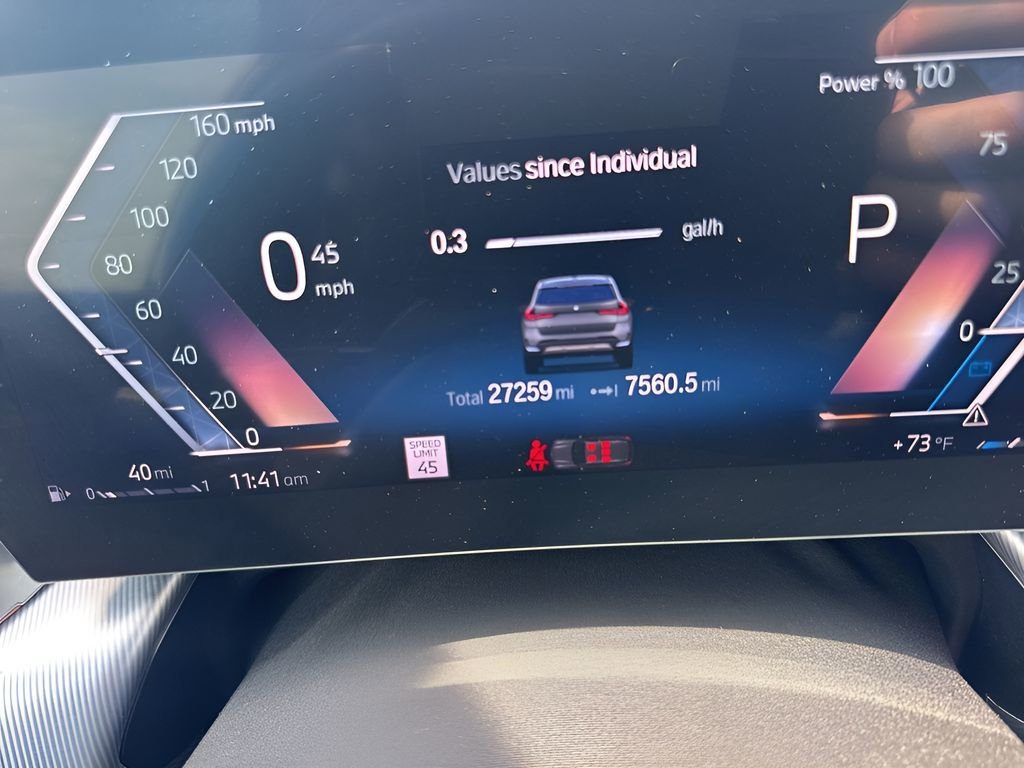 Power % 100
160 mph
75
120
Values since Individual
100
P
45
0.3 gal/h
0
80
mph
25
60
0
40
Total 27259 mi 7560.5 mi
20
0
+73 °F
SPEED
LIMIT
45
40 mi
0 1
11:41 am